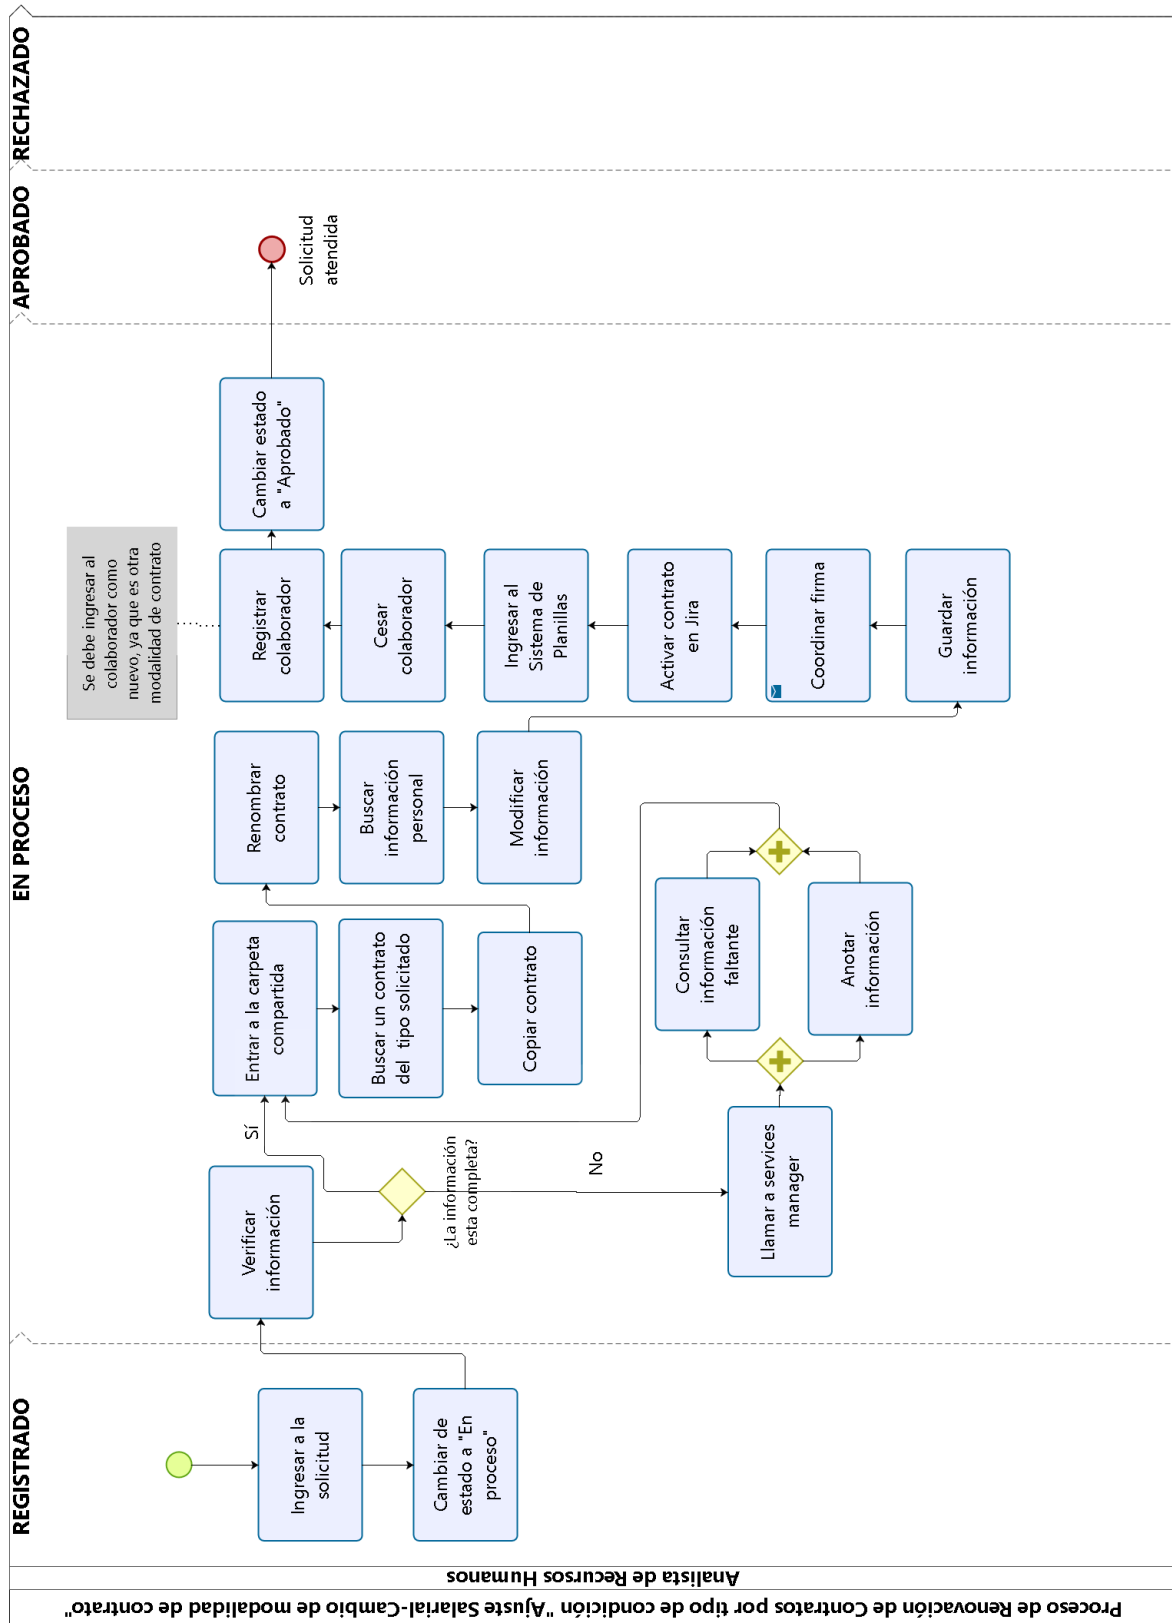 Proceso de Renovación de Contratos de Contratos por tipo de condición "Ajuste Salarial-Cambio de modalidad de contrato"
Analista de Recursos Humanos
REGISTRADO
EN PROCESO
APROBADO
RECHAZADO
Ingresar a la
solicitud
Cambiar de
estado a "En
proceso"
Verificar
información
¿La información
esta completa?
Sí
No
Llamar a services
manager
Consultar
información
faltante
Anotar
información
Entrar a la carpeta
compartida
Buscar un contrato
del tipo solicitado
Copiar contrato
Renombrar
contrato
Buscar
información
personal
Modificar
información
Guardar
información
Coordinar firma
Activar contrato
en Jira
Ingresar al
Sistema de
Planillas
Cesar
colaborador
Registrar
colaborador
Se debe ingresar al
colaborador como
nuevo, ya que es otra
modalidad de contrato
Cambiar estado
a "Aprobado"
Solicitud
atendida